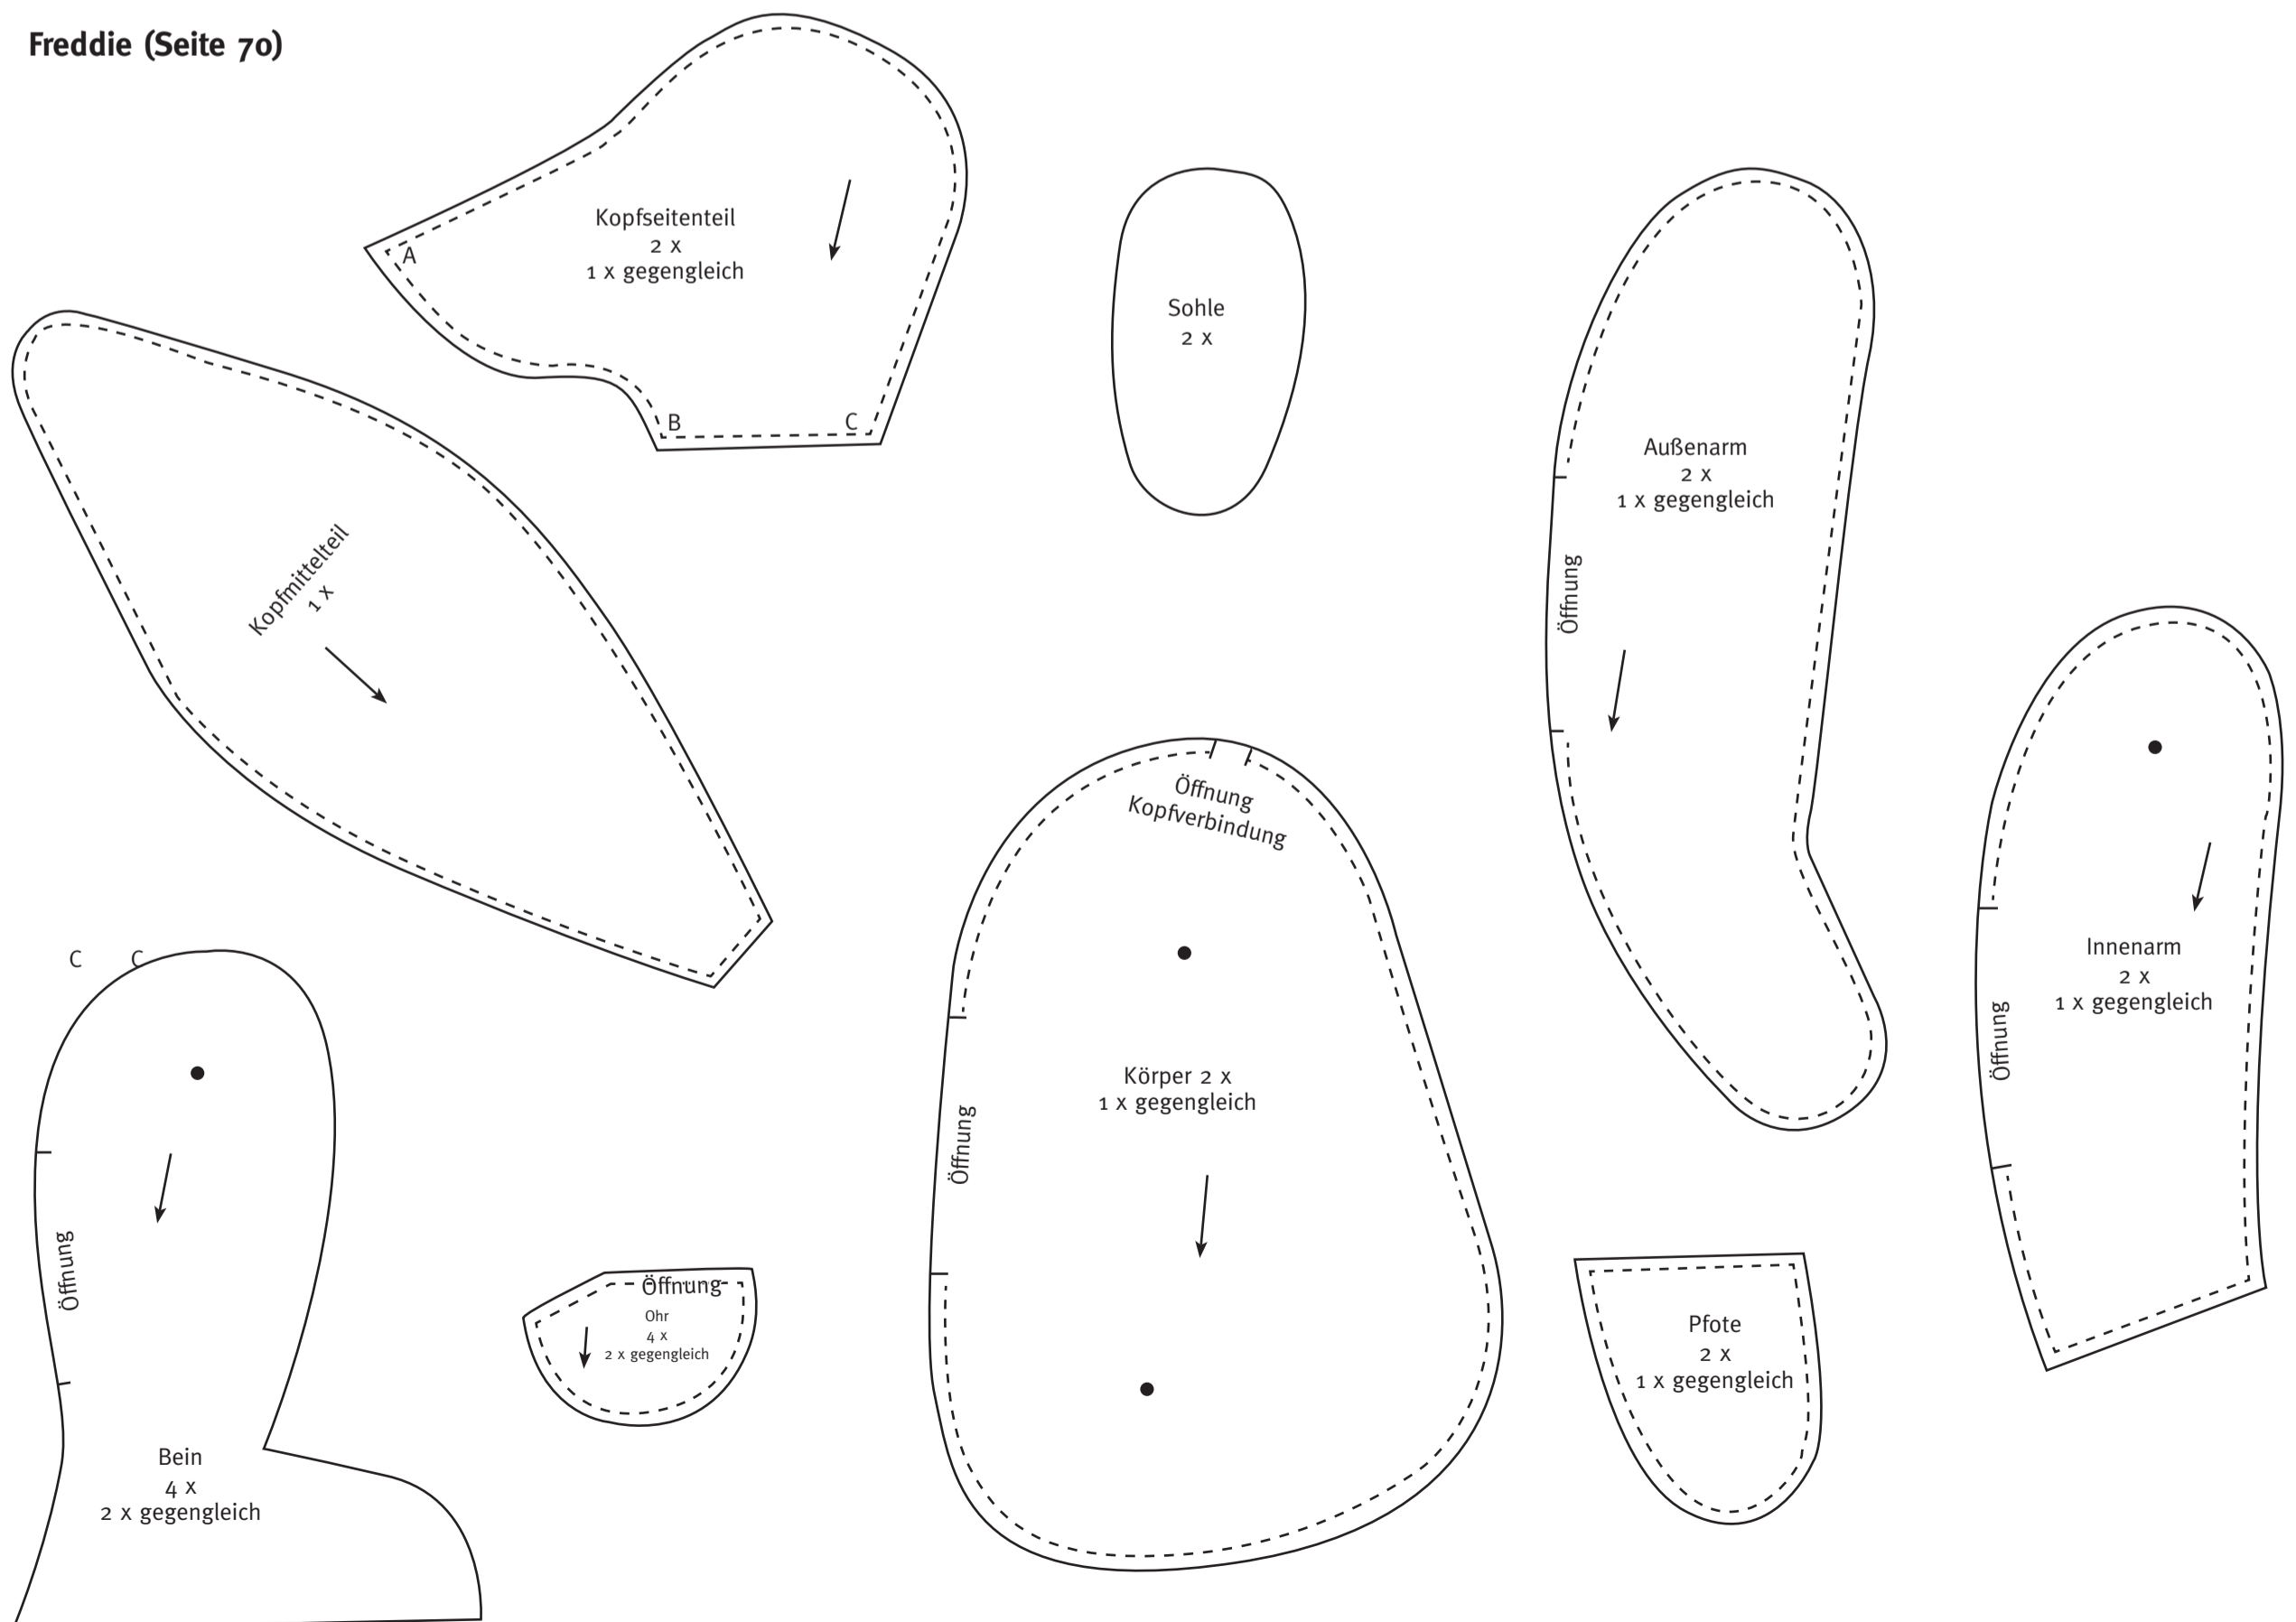 Freddie (Seite 70)
Kopfseitenteil
2 x
1 x gegengleich
A
B
C
Sohle
2 x
Außenarm
2 x
1 x gegengleich
Öffnung
Kopfmittelteil
1 x
C
C
Öffnung
Kopfverbindung
Körper 2 x
1 x gegengleich
Öffnung
Innenarm
2 x
1 x gegengleich
Öffnung
Öffnung
Bein
4 x
2 x gegengleich
Öffnung
Ohr
4 x
2 x gegengleich
Pfote
2 x
1 x gegengleich